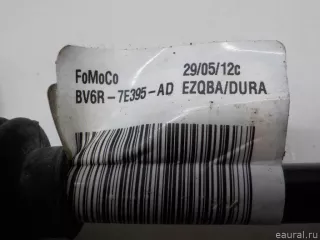 FoMoCo 29/05/12c
BV6R-7E395-AD EZQBA/DURA
eaural.ru